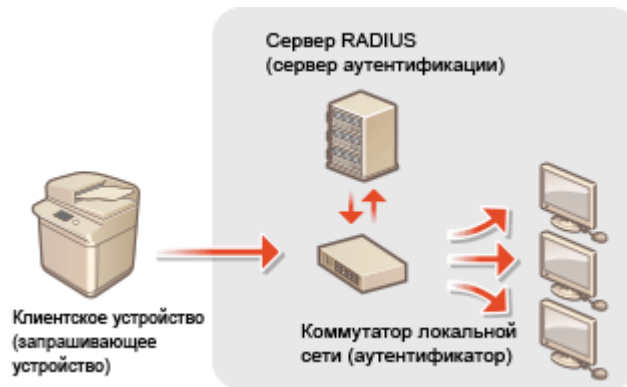 Сервер RADIUS
(сервер аутентификации)
Клиентское устройство
(запрашивающее
устройство)
Коммутатор локальной
сети (аутентификатор)